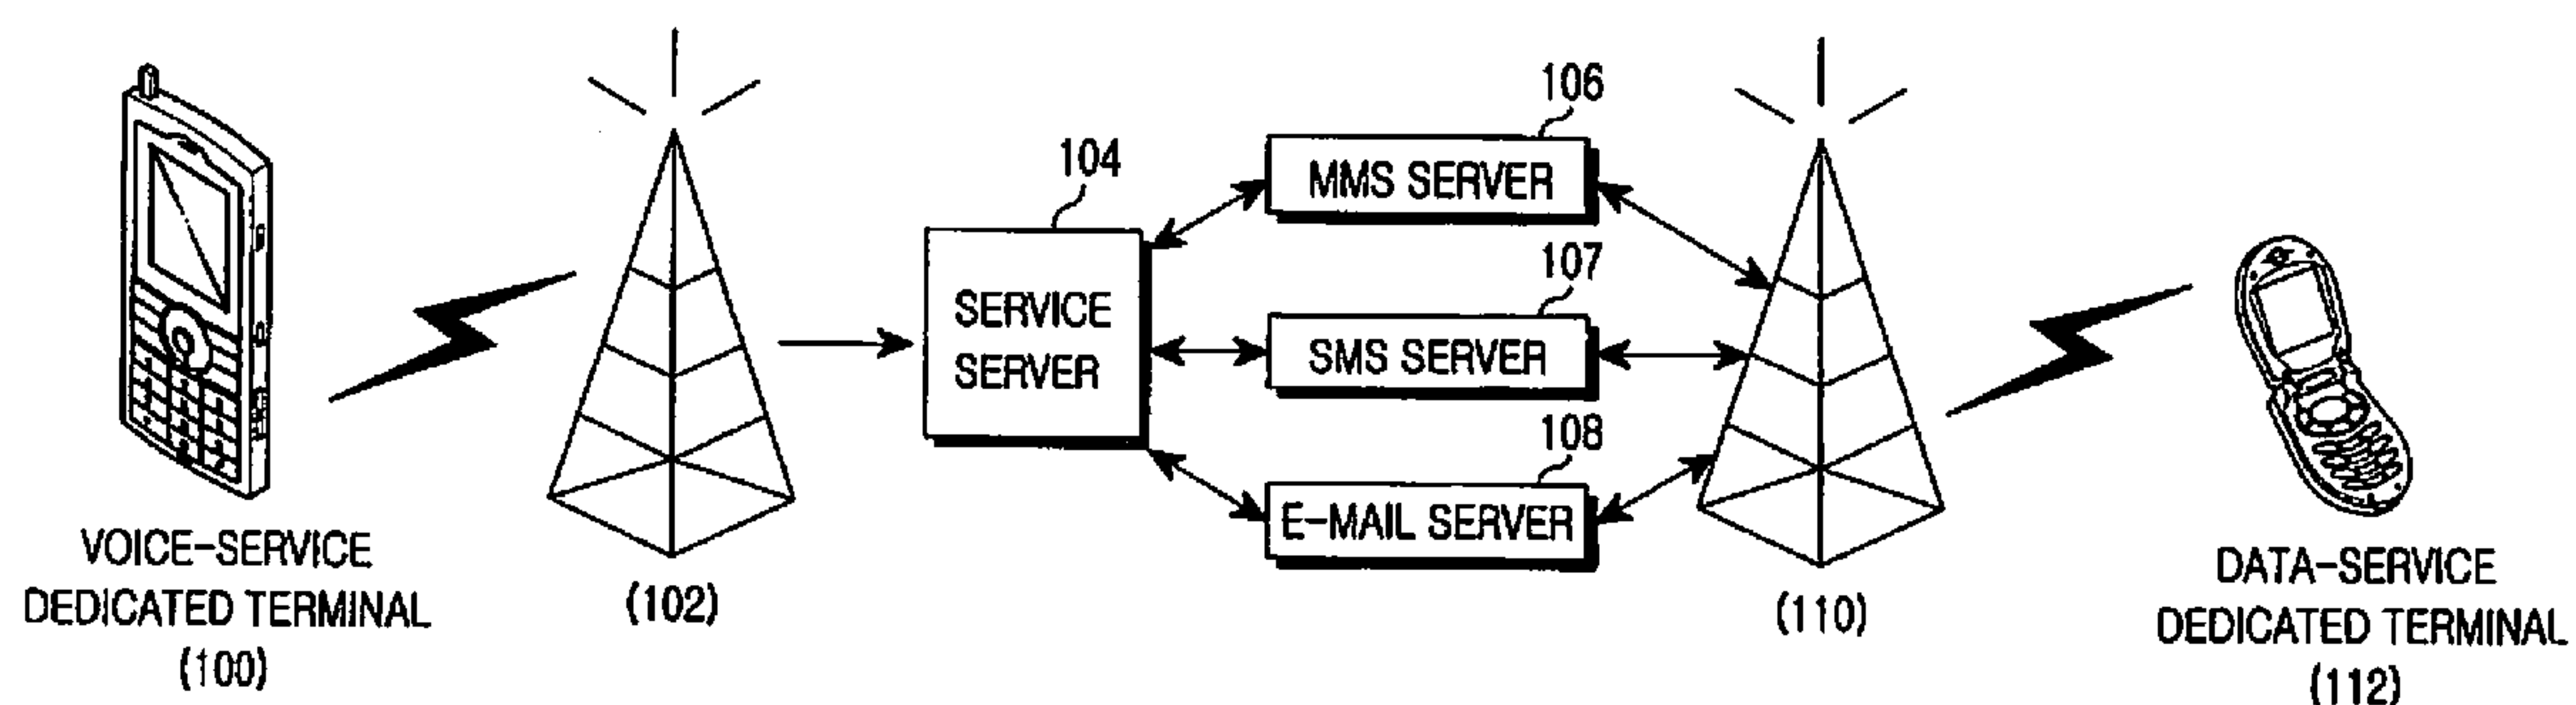 VOICE-SERVICE
DEDICATED TERMINAL
(100)
(102)
104
SERVICE
SERVER
106
MMS SERVER
107
SMS SERVER
108
E-MAIL SERVER
(110)
DATA-SERVICE
DEDICATED TERMINAL
(112)